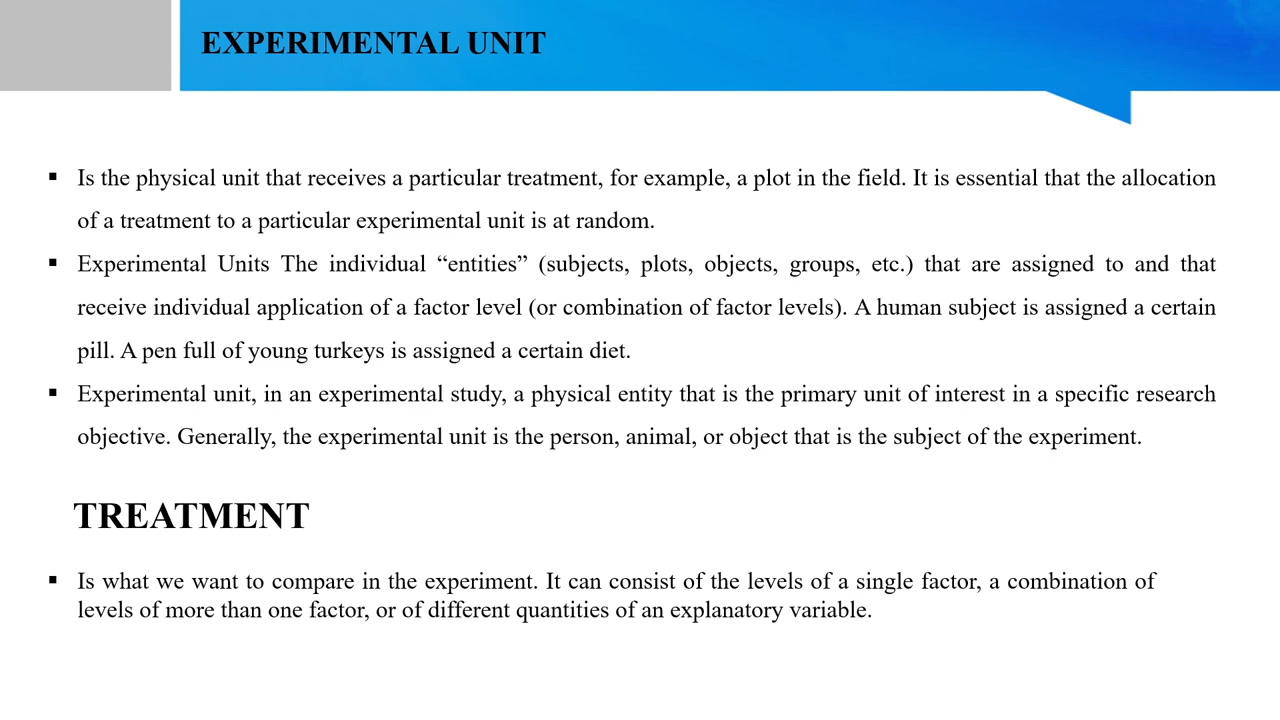 EXPERIMENTAL UNIT
▪ Is the physical unit that receives a particular treatment, for example, a plot in the field. It is essential that the allocation
of a treatment to a particular experimental unit is at random.
▪ Experimental Units The individual “entities” (subjects, plots, objects, groups, etc.) that are assigned to and that
receive individual application of a factor level (or combination of factor levels). A human subject is assigned a certain
pill. A pen full of young turkeys is assigned a certain diet.
▪ Experimental unit, in an experimental study, a physical entity that is the primary unit of interest in a specific research
objective. Generally, the experimental unit is the person, animal, or object that is the subject of the experiment.
TREATMENT
▪ Is what we want to compare in the experiment. It can consist of the levels of a single factor, a combination of
levels of more than one factor, or of different quantities of an explanatory variable.